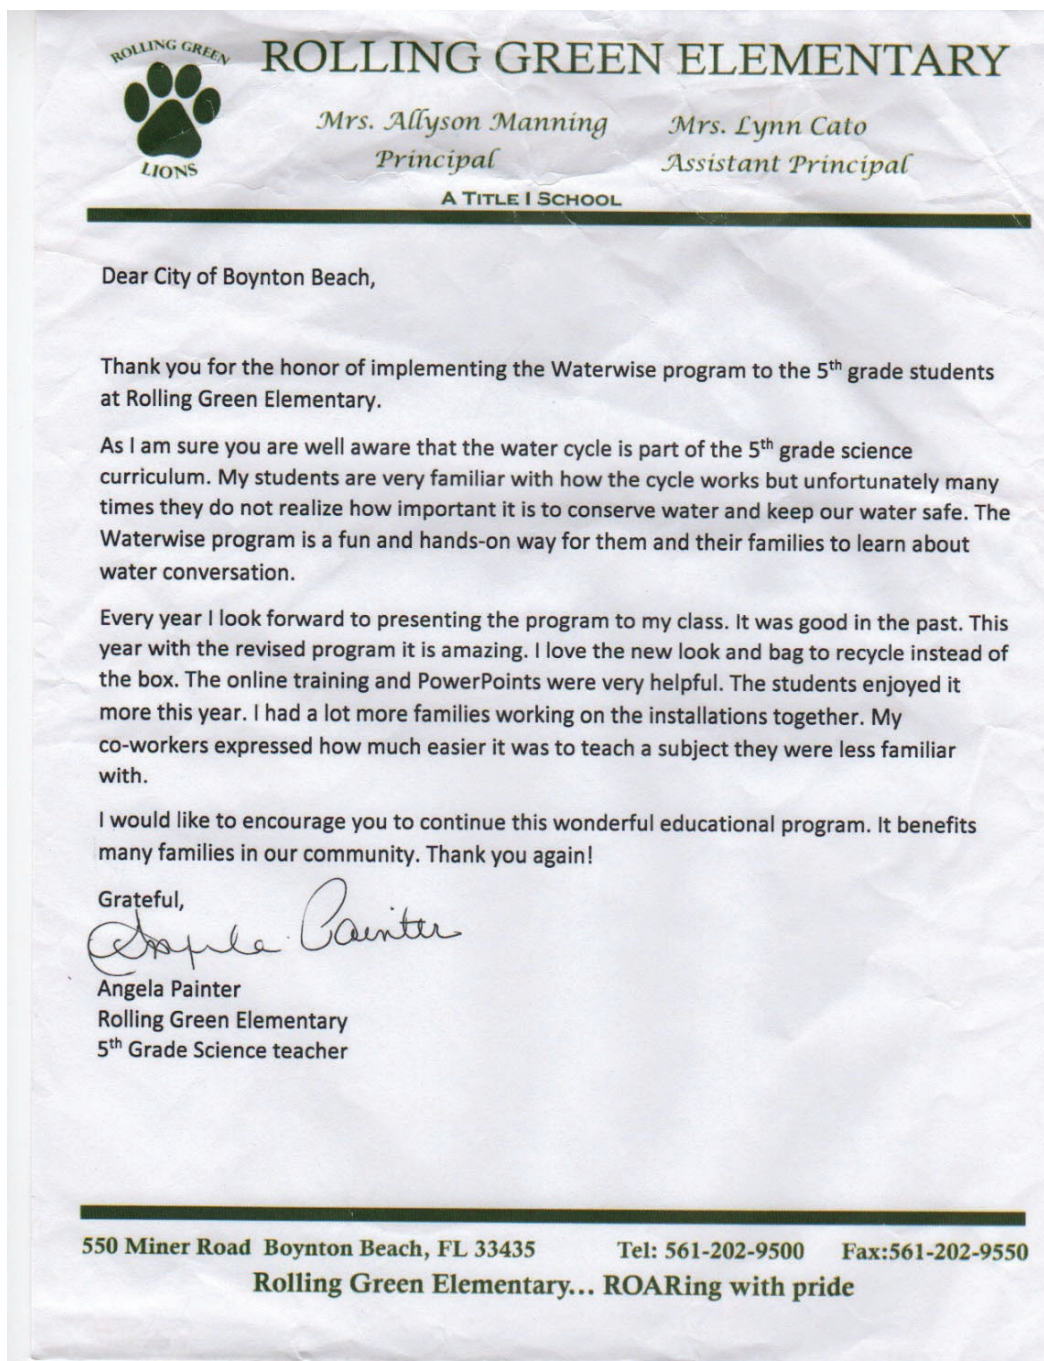 ROLLING GREEN
LIONS
ROLLING GREEN ELEMENTARY
Mrs. Allyson Manning
Principal
Mrs. Lynn Cato
Assistant Principal
A TITLE I SCHOOL
Dear City of Boynton Beach,
Thank you for the honor of implementing the Waterwise program to the 5th grade students
at Rolling Green Elementary.
As I am sure you are well aware that the water cycle is part of the 5th grade science
curriculum. My students are very familiar with how the cycle works but unfortunately many
times they do not realize how important it is to conserve water and keep our water safe. The
Waterwise program is a fun and hands-on way for them and their families to learn about
water conversation.
Every year I look forward to presenting the program to my class. It was good in the past. This
year with the revised program it is amazing. I love the new look and bag to recycle instead of
the box. The online training and PowerPoints were very helpful. The students enjoyed it
more this year. I had a lot more families working on the installations together. My
co-workers expressed how much easier it was to teach a subject they were less familiar
with.
I would like to encourage you to continue this wonderful educational program. It benefits
many families in our community. Thank you again!
Grateful,
Angela Painter
Angela Painter
Rolling Green Elementary
5th Grade Science teacher
550 Miner Road Boynton Beach, FL 33435 Tel: 561-202-9500 Fax:561-202-9550
Rolling Green Elementary... ROARing with pride